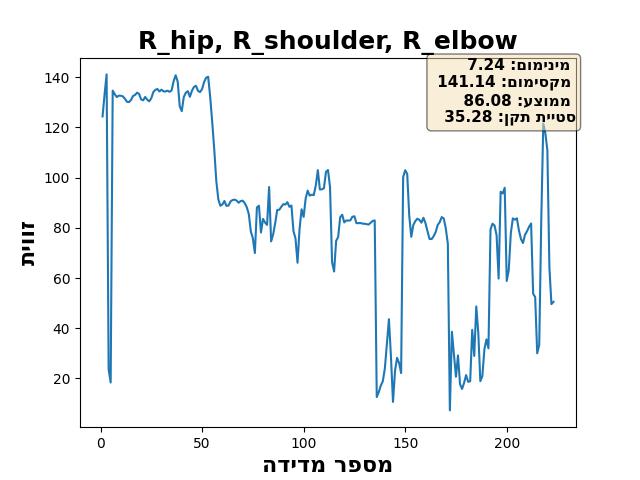 R_hip, R_shoulder, R_elbow
מינימום: 7.24
מקסימום: 141.14
ממוצע: 86.08
סטיית תקן: 35.28
140
120
100
80
60
40
20
זווית
0 50 100 150 200
מספר מדידה